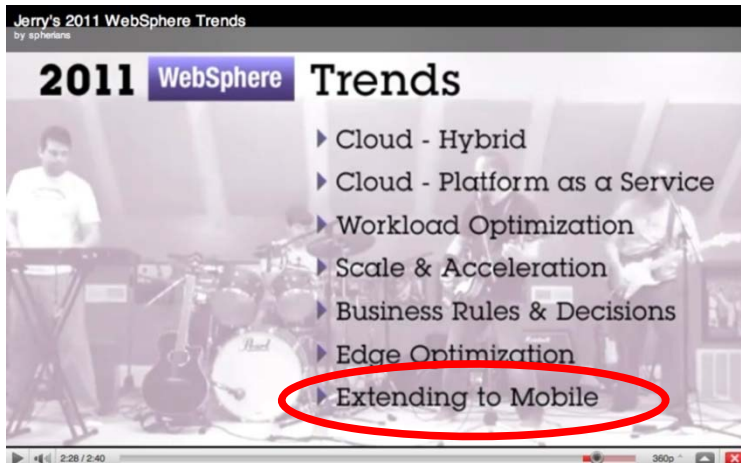 Jerry's 2011 WebSphere Trends
by spherians
2011 WebSphere Trends
Cloud - Hybrid
Cloud - Platform as a Service
Workload Optimization
Scale & Acceleration
Business Rules & Decisions
Edge Optimization
Extending to Mobile
Pearl
2:28 / 2:40
360p